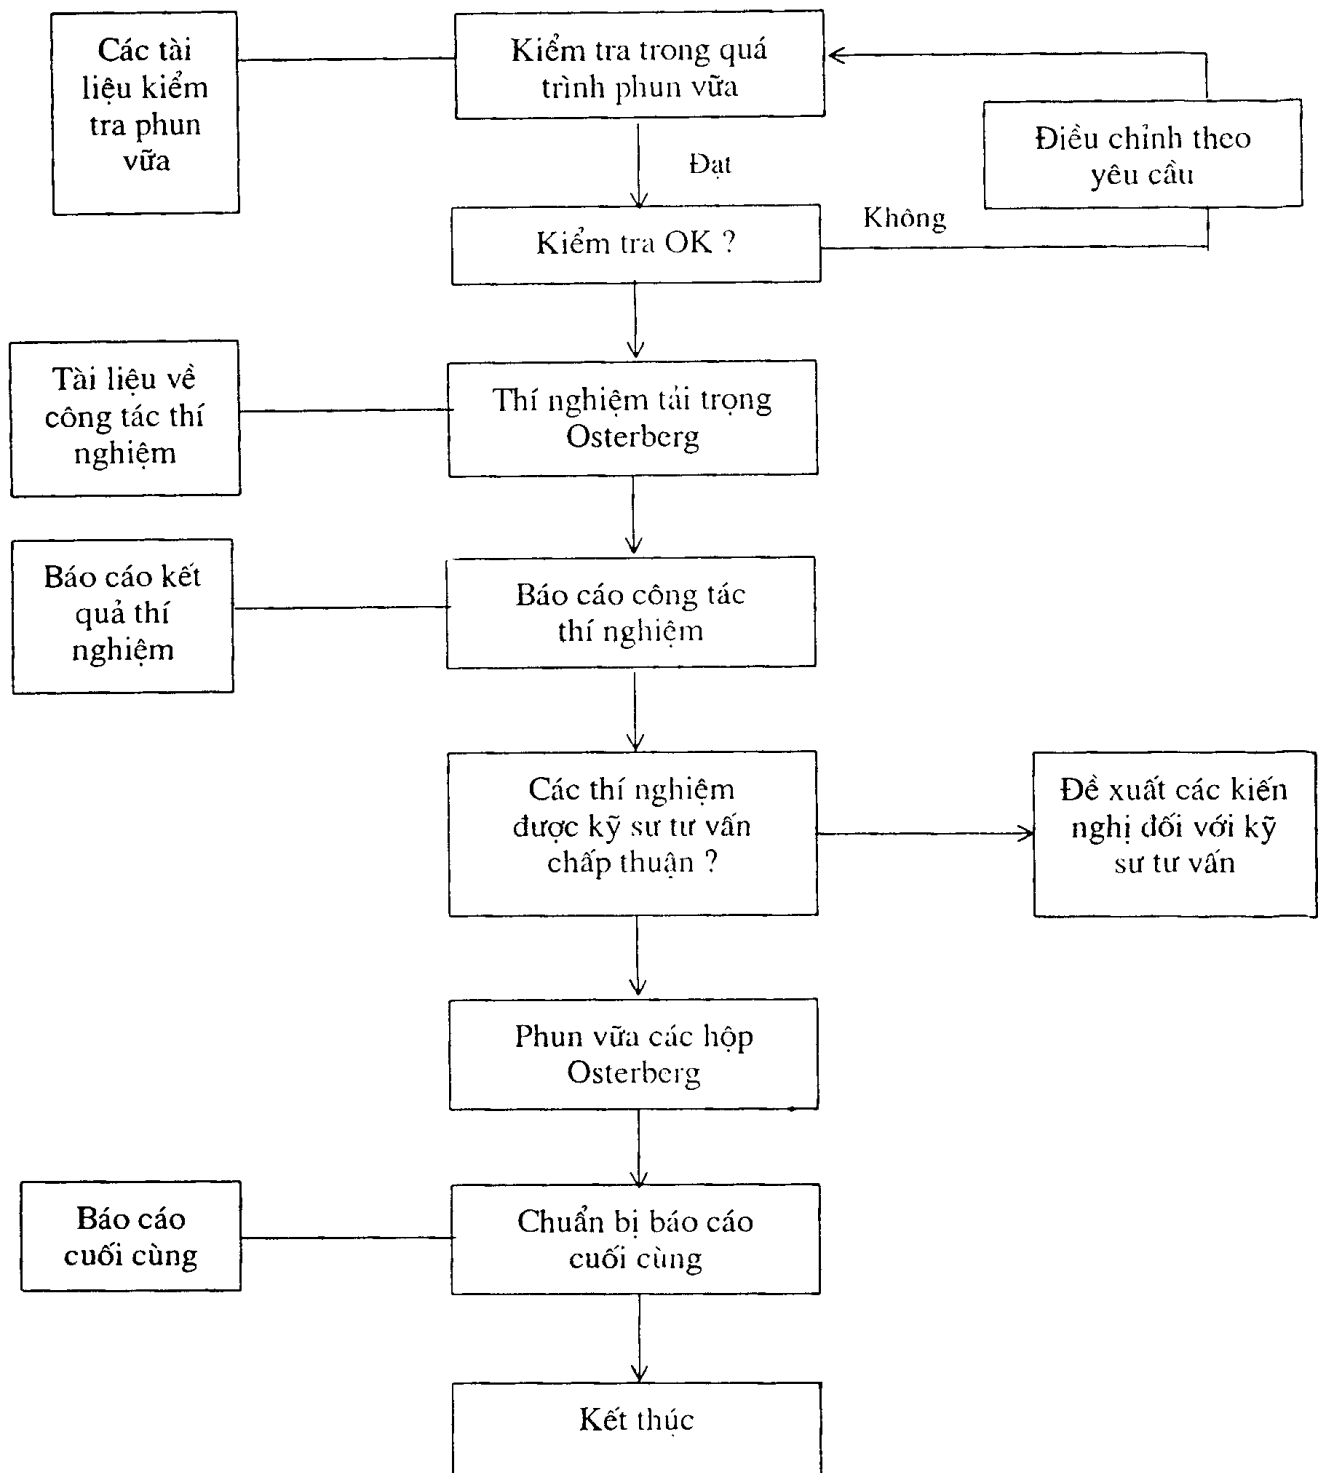 Các tài
liệu kiểm
tra phun
vữa
Kiểm tra trong quá
trình phun vữa
Điều chỉnh theo
yêu cầu
Đạt
Không
Kiểm tra OK ?
Tài liệu về
công tác thí
nghiệm
Thí nghiệm tải trọng
Osterberg
Báo cáo kết
quả thí
nghiệm
Báo cáo công tác
thí nghiệm
Các thí nghiệm
được kỹ sư tư vấn
chấp thuận ?
Đề xuất các kiến
nghị đối với kỹ
sư tư vấn
Phun vữa các hộp
Osterberg
Báo cáo
cuối cùng
Chuẩn bị báo cáo
cuối cùng
Kết thúc